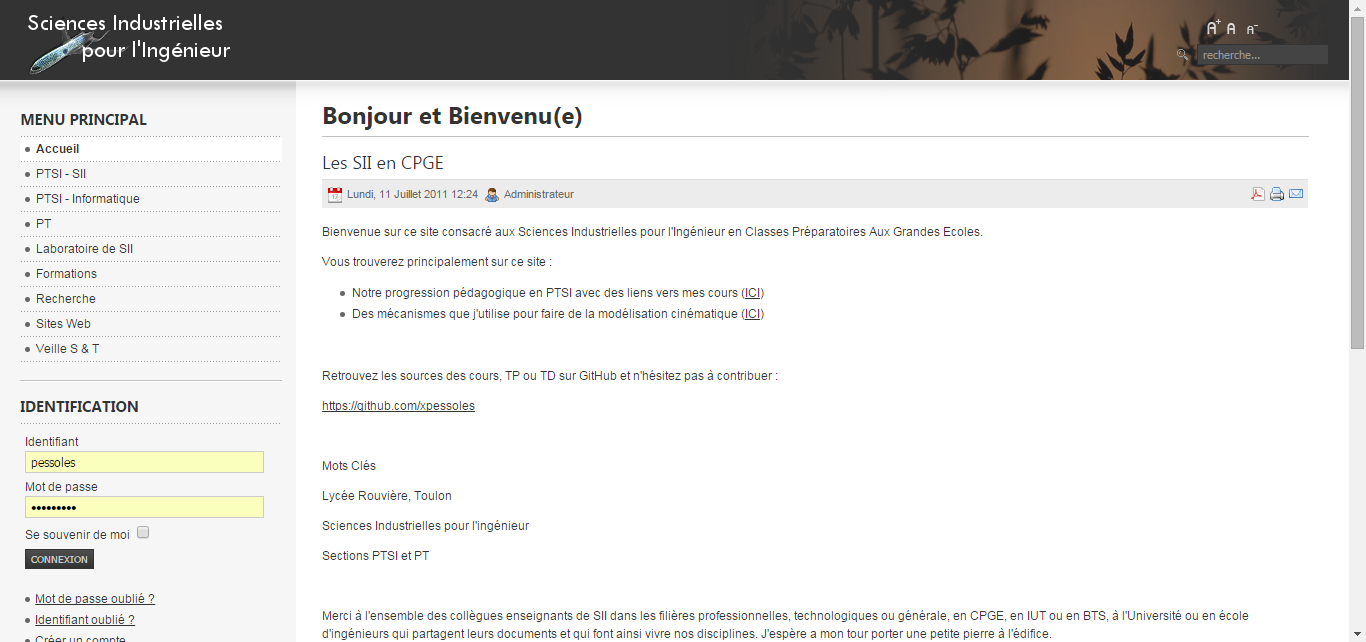 Sciences Industrielles
pour l'Ingénieur
A+ A A-
recherche...
MENU PRINCIPAL
Accueil
PTSI - SII
PTSI - Informatique
PT
Laboratoire de SII
Formations
Recherche
Sites Web
Veille S & T
IDENTIFICATION
Identifiant
pessoles
Mot de passe
•••••••••
Se souvenir de moi
CONNEXION
Mot de passe oublié ?
Identifiant oublié ?
Créer un compte
Bonjour et Bienvenu(e)
Les SII en CPGE
Lundi, 11 Juillet 2011 12:24 Administrateur
Bienvenue sur ce site consacré aux Sciences Industrielles pour l'Ingénieur en Classes Préparatoires Aux Grandes Ecoles.
Vous trouverez principalement sur ce site :
Notre progression pédagogique en PTSI avec des liens vers mes cours (ICI)
Des mécanismes que j'utilise pour faire de la modélisation cinématique (ICI)
Retrouvez les sources des cours, TP ou TD sur GitHub et n'hésitez pas à contribuer :
https://github.com/xpessoles
Mots Clés
Lycée Rouvière, Toulon
Sciences Industrielles pour l'ingénieur
Sections PTSI et PT
Merci à l'ensemble des collègues enseignants de SII dans les filières professionnelles, technologiques ou générale, en CPGE, en IUT ou en BTS, à l'Université ou en école
d'ingénieurs qui partagent leurs documents et qui font ainsi vivre nos disciplines. J'espère a mon tour porter une petite pierre à l'édifice.